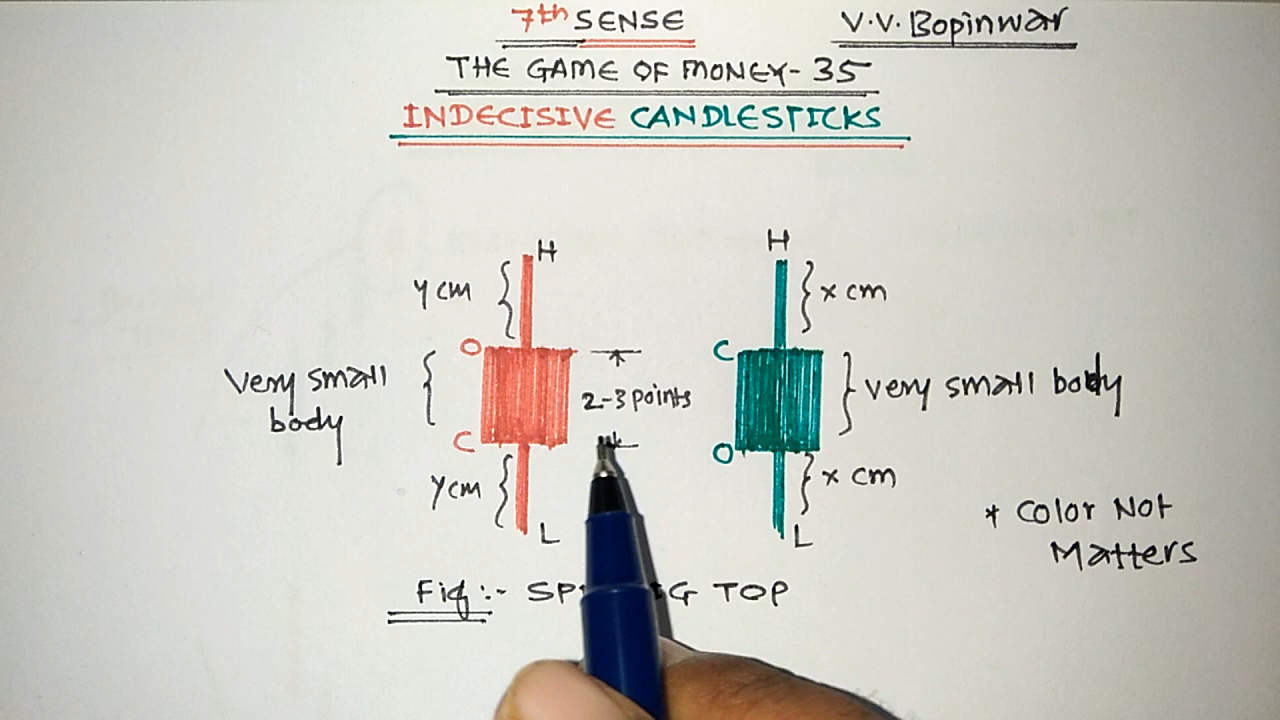 7th SENSE
V.V. Bopinwar
THE GAME OF MONEY-35
INDECISIVE CANDLESTICKS
H
H
y cm
x cm
O
C
Very small
body
2-3 points
very small body
C
O
y cm
x cm
L
L
* Color Not
Matters
Fig:- TOP